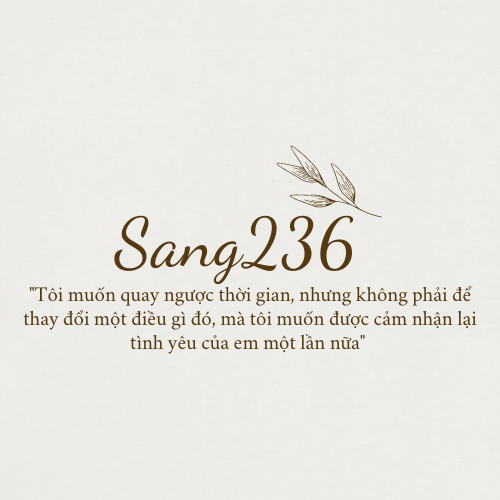 Sang236
"Tôi muốn quay ngược thời gian, nhưng không phải để
thay đổi một điều gì đó, mà tôi muốn được cảm nhận lại
tình yêu của em một lần nữa"